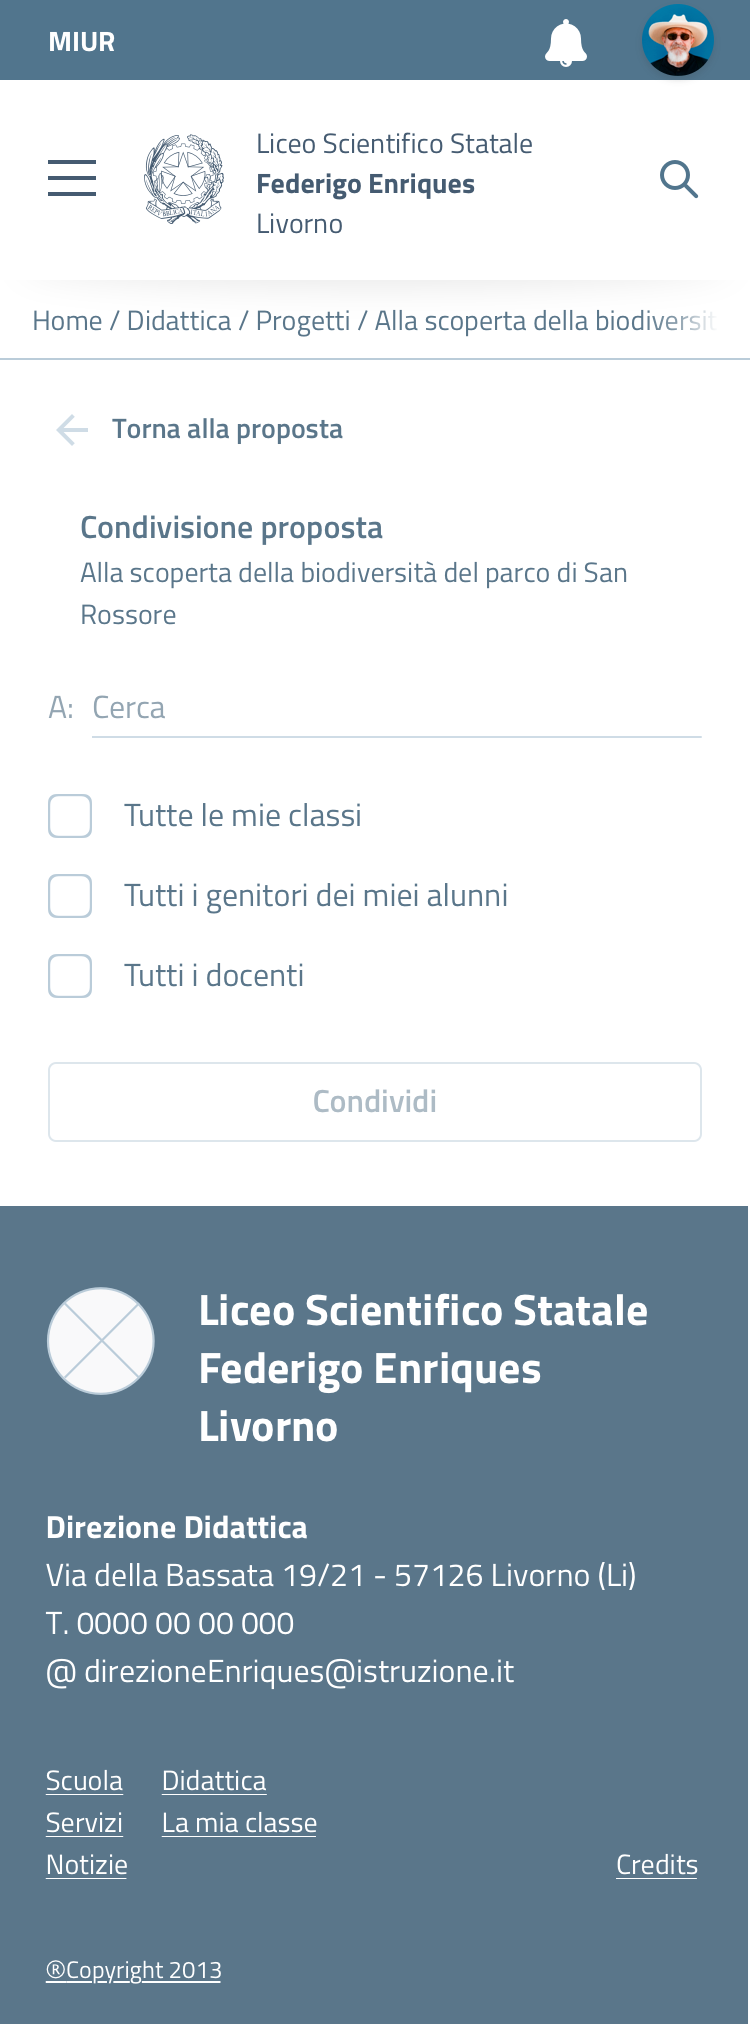 MIUR
Liceo Scientifico Statale
Federigo Enriques
Livorno
REPVBBLICA ITALIANA
Home / Didattica / Progetti / Alla scoperta della biodiversit
Torna alla proposta
Condivisione proposta
Alla scoperta della biodiversità del parco di San
Rossore
A: Cerca
Tutte le mie classi
Tutti i genitori dei miei alunni
Tutti i docenti
Condividi
Liceo Scientifico Statale
Federigo Enriques
Livorno
Direzione Didattica
Via della Bassata 19/21 - 57126 Livorno (Li)
T. 0000 00 00 000
@ direzioneEnriques@istruzione.it
Scuola Didattica
Servizi La mia classe
Notizie Credits
®Copyright 2013